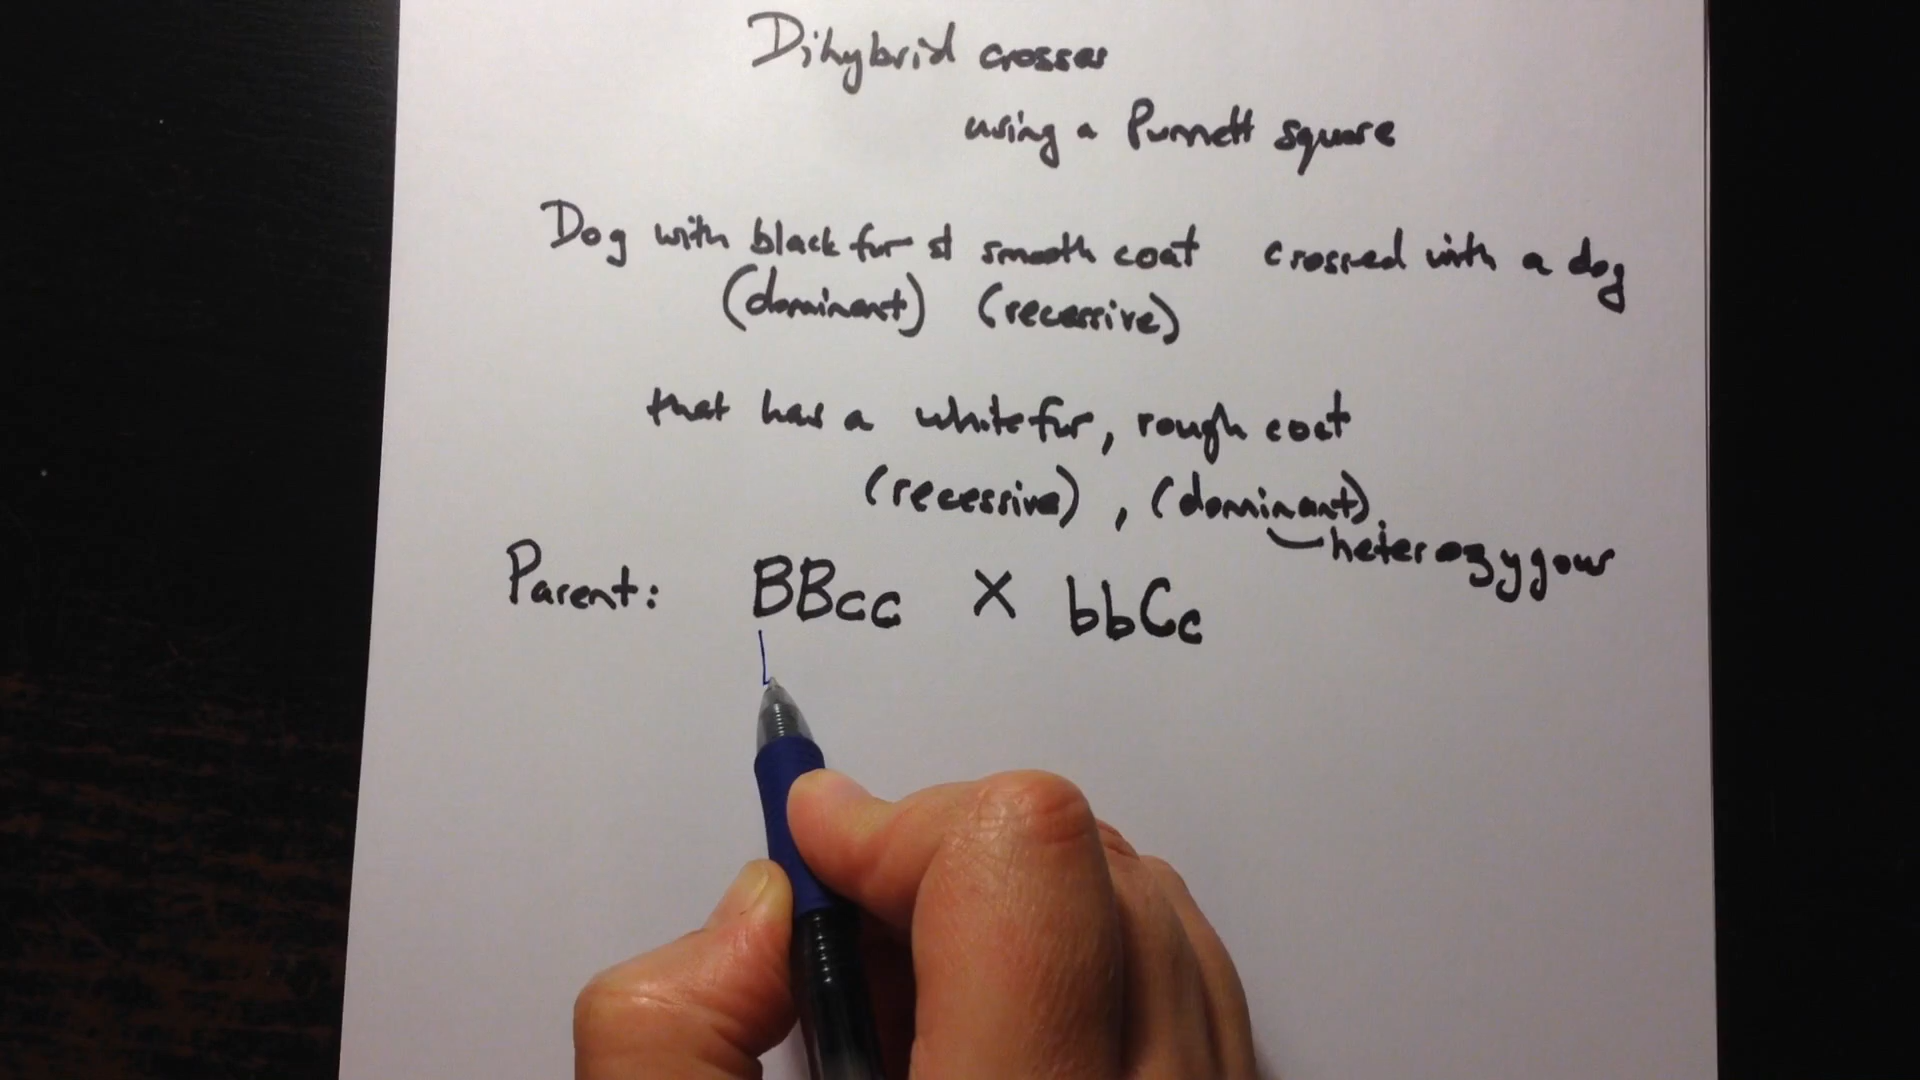 Dihybrid crosses
using a Punnett square
Dog with black fur & smooth coat crossed with a dog
(dominant) (recessive)
that has a white fur, rough coat
(recessive), (dominant).
heterozygous
Parent: BBcc X bbCc